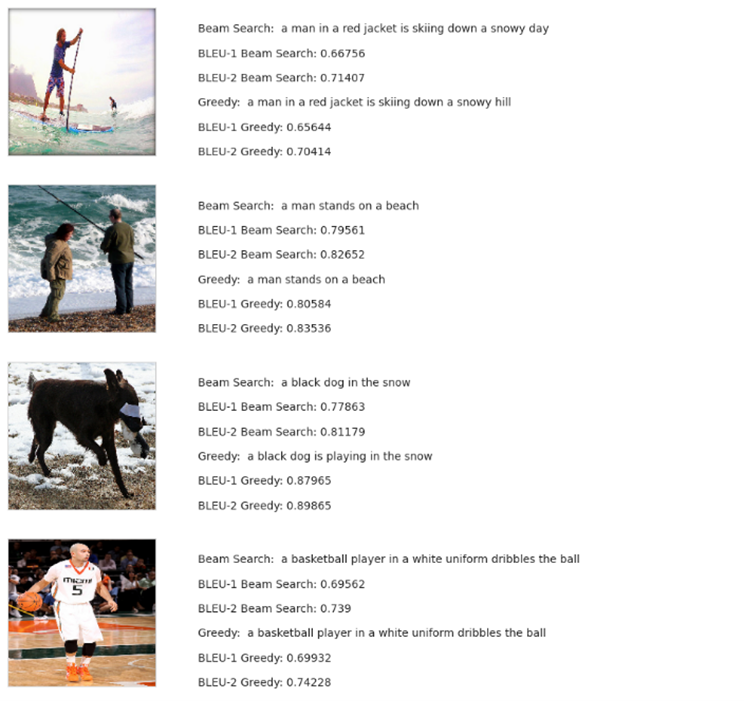 Beam Search:  a man in a red jacket is skiing down a snowy day
BLEU-1 Beam Search: 0.66756
BLEU-2 Beam Search: 0.71407
Greedy:  a man in a red jacket is skiing down a snowy hill
BLEU-1 Greedy: 0.65644
BLEU-2 Greedy: 0.70414
Beam Search:  a man stands on a beach
BLEU-1 Beam Search: 0.79561
BLEU-2 Beam Search: 0.82652
Greedy:  a man stands on a beach
BLEU-1 Greedy: 0.80584
BLEU-2 Greedy: 0.83536
Beam Search:  a black dog in the snow
BLEU-1 Beam Search: 0.77863
BLEU-2 Beam Search: 0.81179
Greedy:  a black dog is playing in the snow
BLEU-1 Greedy: 0.87965
BLEU-2 Greedy: 0.89865
Beam Search:  a basketball player in a white uniform dribbles the ball
BLEU-1 Beam Search: 0.69562
BLEU-2 Beam Search: 0.739
Greedy:  a basketball player in a white uniform dribbles the ball
BLEU-1 Greedy: 0.69932
BLEU-2 Greedy: 0.74228
MIAMI
5